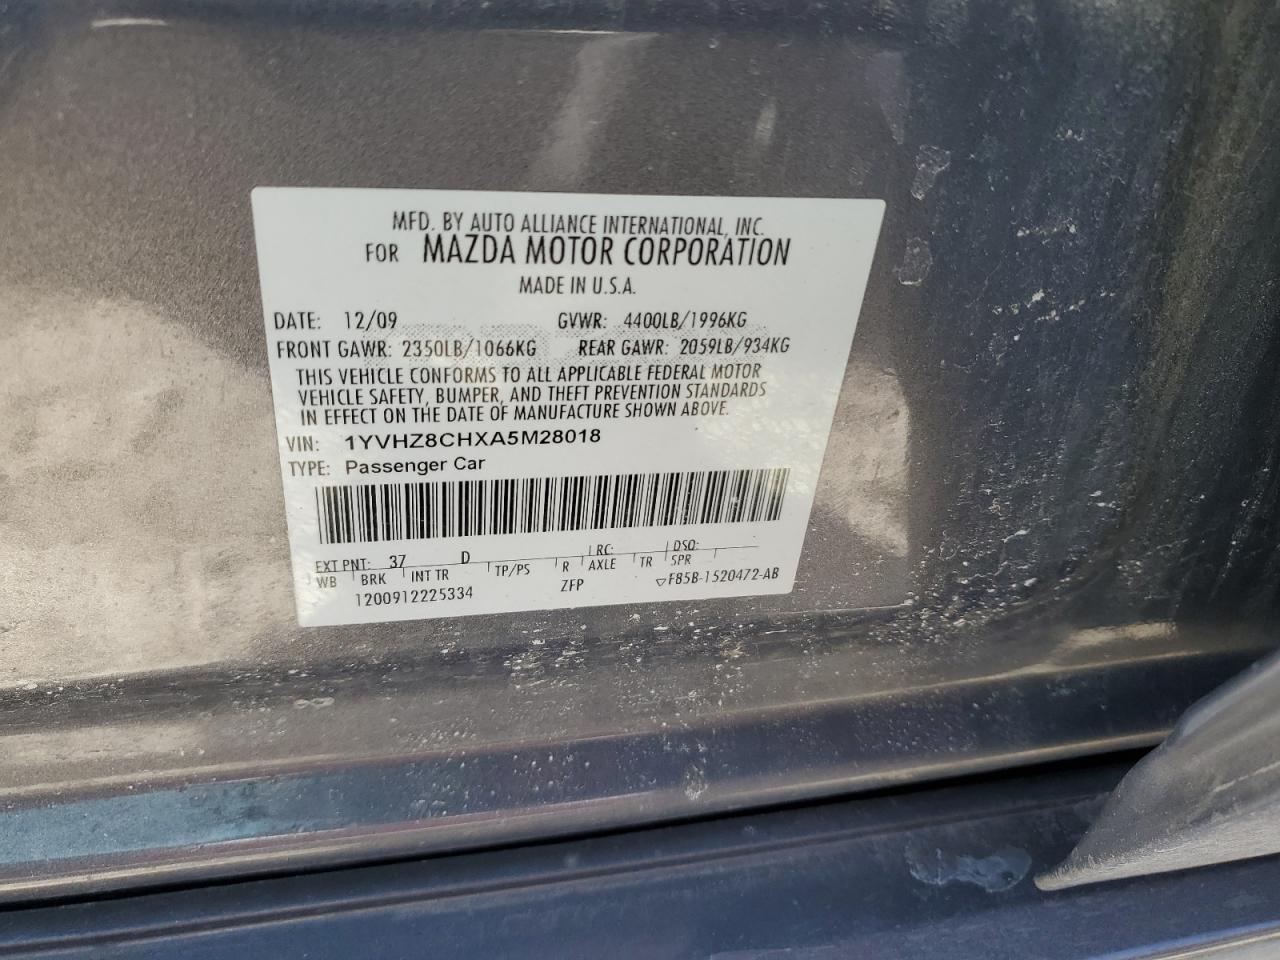 MFD. BY AUTO ALLIANCE INTERNATIONAL, INC.
FOR MAZDA MOTOR CORPORATION
MADE IN U.S.A.
DATE: 12/09 GVWR: 4400LB/1996KG
FRONT GAWR: 2350LB/1066KG REAR GAWR: 2059LB/934KG
THIS VEHICLE CONFORMS TO ALL APPLICABLE FEDERAL MOTOR
VEHICLE SAFETY, BUMPER, AND THEFT PREVENTION STANDARDS
IN EFFECT ON THE DATE OF MANUFACTURE SHOWN ABOVE.
VIN: 1YVHZ8CHXA5M28018
TYPE: Passenger Car
EXT PNT: 37 D RC: DSO:
WB BRK INT TR TP/PS R AXLE TR SPR
1200912225334 ZFP ▽F85B-1520472-AB